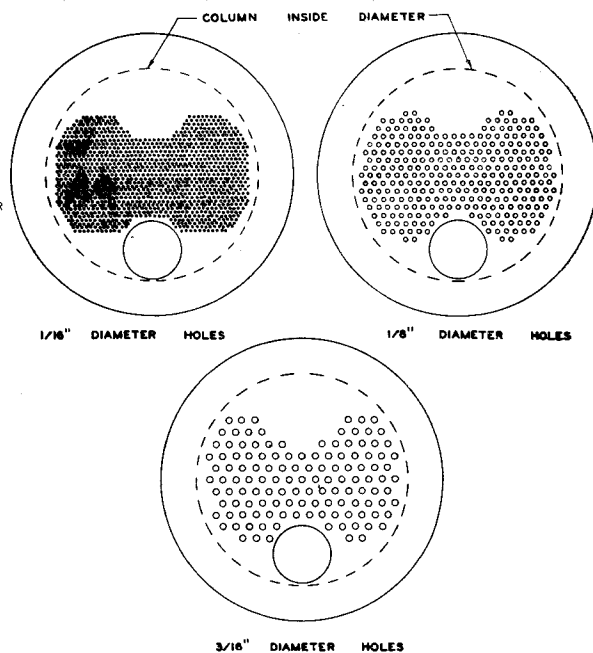 COLUMN INSIDE DIAMETER
R
1/16" DIAMETER HOLES
1/8" DIAMETER HOLES
3/16" DIAMETER HOLES